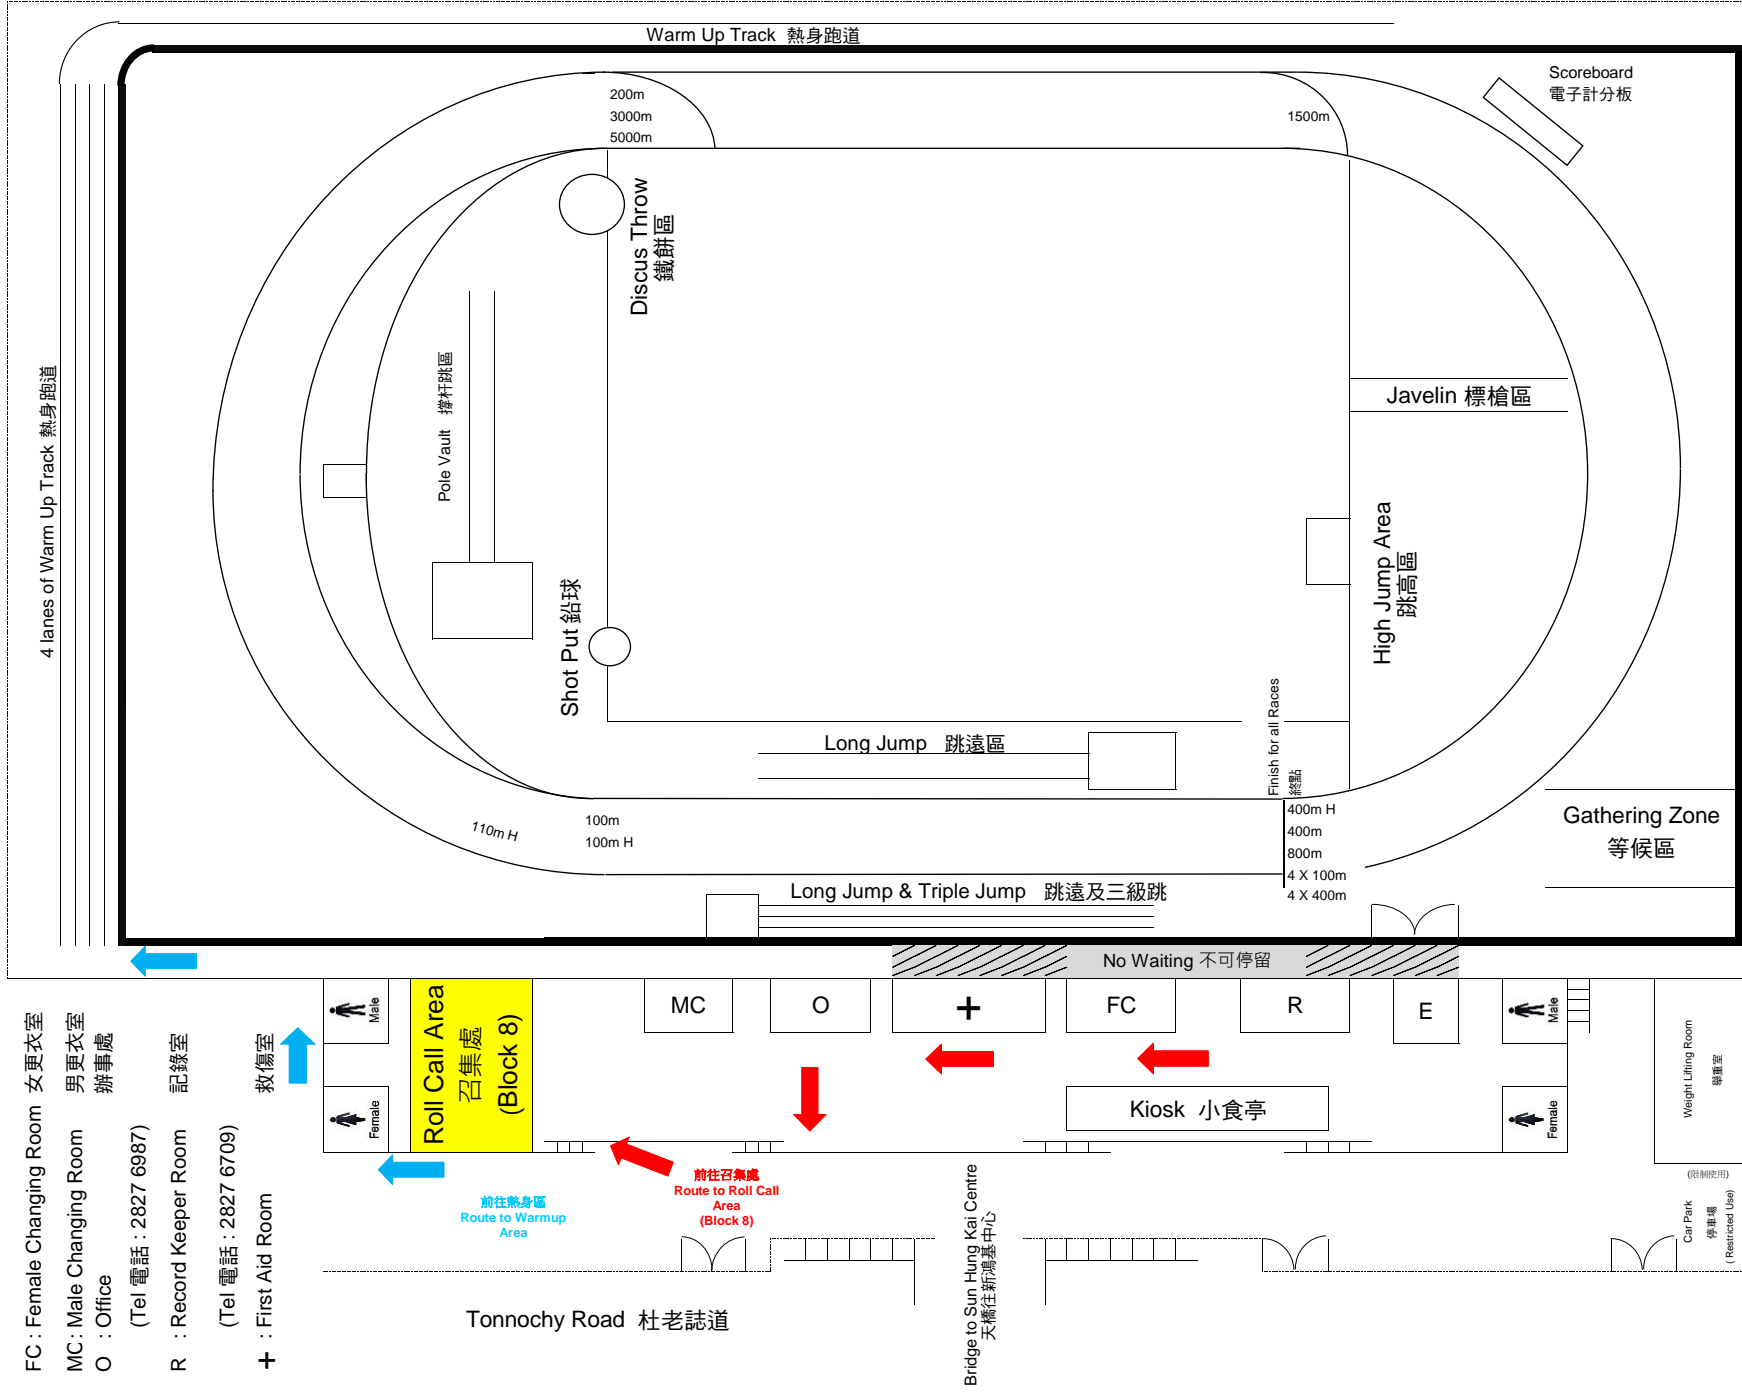 Warm Up Track 熱身跑道
Scoreboard
電子計分板
200m
3000m
5000m
1500m
Discus Throw
鐵餅區
Pole Vault 撐杆跳區
4 lanes of Warm Up Track 熱身跑道
Javelin 標槍區
High Jump Area
跳高區
Shot Put 鉛球
Finish for all Races
終點
Long Jump 跳遠區
110m H
100m
100m H
400m H
400m
800m
4 X 100m
4 X 400m
Gathering Zone
等候區
Long Jump & Triple Jump 跳遠及三級跳
No Waiting 不可停留
Male
Female
Roll Call Area
召集處
(Block 8)
MC
O
+
FC
R
E
Male
Female
Kiosk 小食亭
Weight Lifting Room
舉重室
(限制使用)
Car Park
停車場
( Restricted Use)
前往熱身區
Route to Warmup
Area
前往召集處
Route to Roll Call
Area
(Block 8)
Bridge to Sun Hung Kai Centre
天橋往新鴻基中心
Tonnochy Road 杜老誌道
FC : Female Changing Room 女更衣室
MC : Male Changing Room 男更衣室
O : Office 辦事處
(Tel 電話 : 2827 6987)
R : Record Keeper Room 記錄室
(Tel 電話 : 2827 6709)
+ : First Aid Room 救傷室